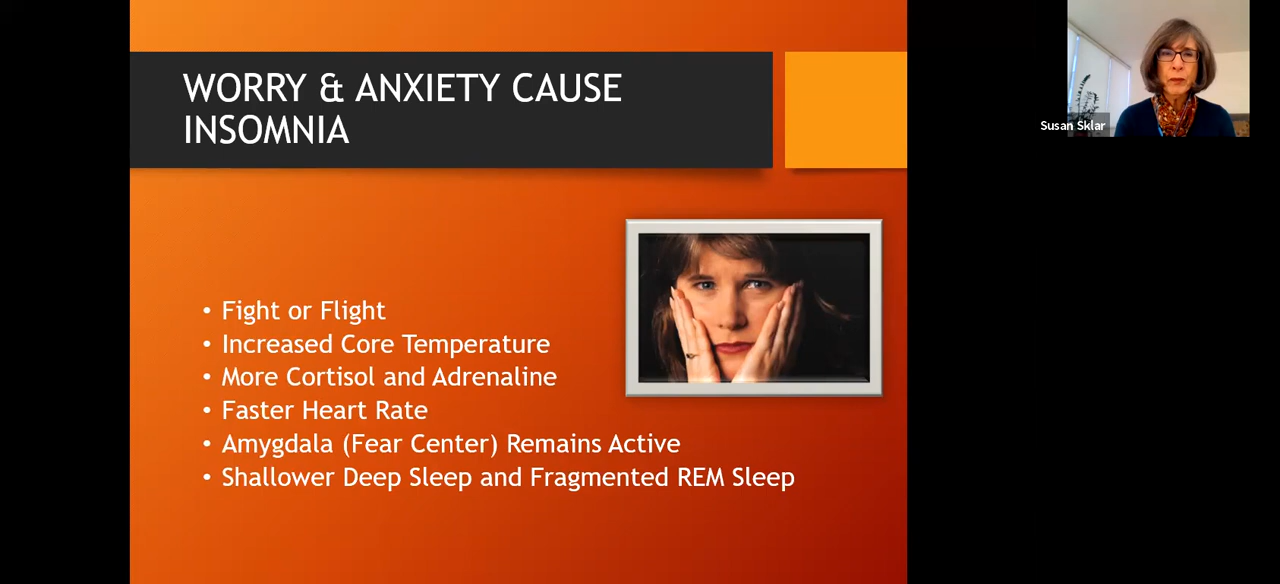 WORRY & ANXIETY CAUSE
INSOMNIA
Susan Sklar
• Fight or Flight
• Increased Core Temperature
• More Cortisol and Adrenaline
• Faster Heart Rate
• Amygdala (Fear Center) Remains Active
• Shallower Deep Sleep and Fragmented REM Sleep